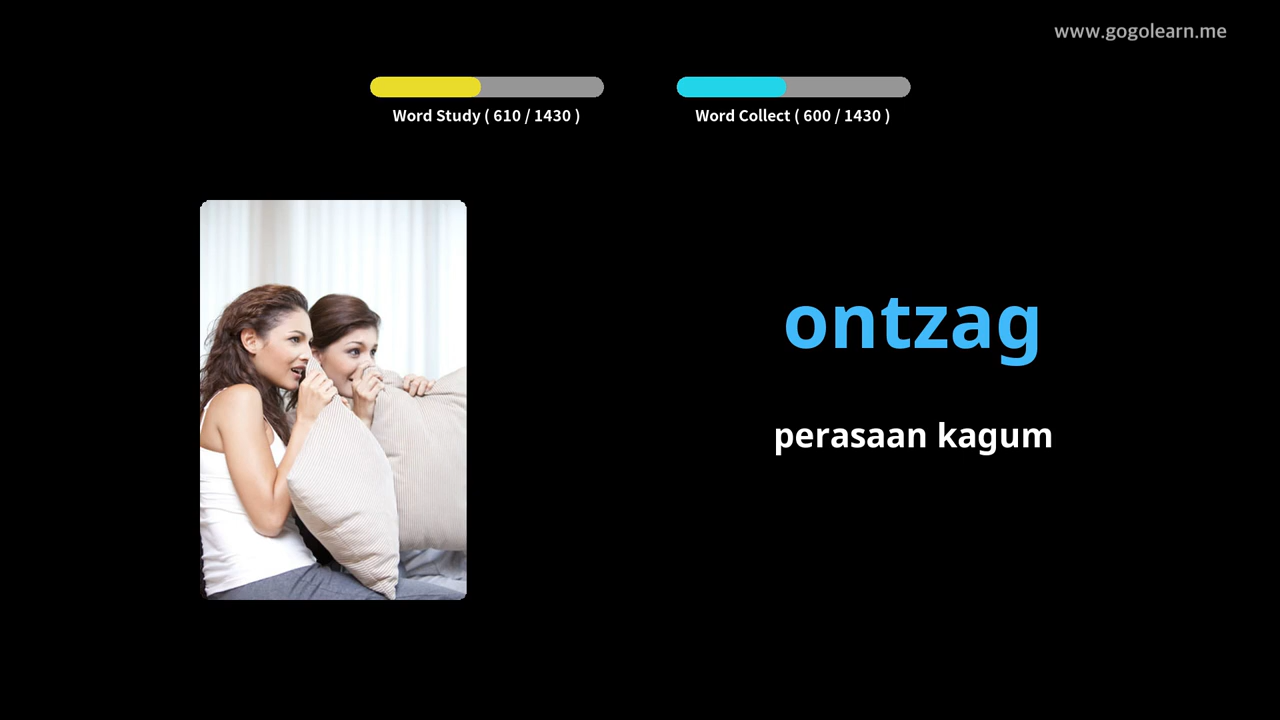 www.gogolearn.me
Word Study ( 610 / 1430 )
Word Collect ( 600 / 1430 )
ontzag
perasaan kagum